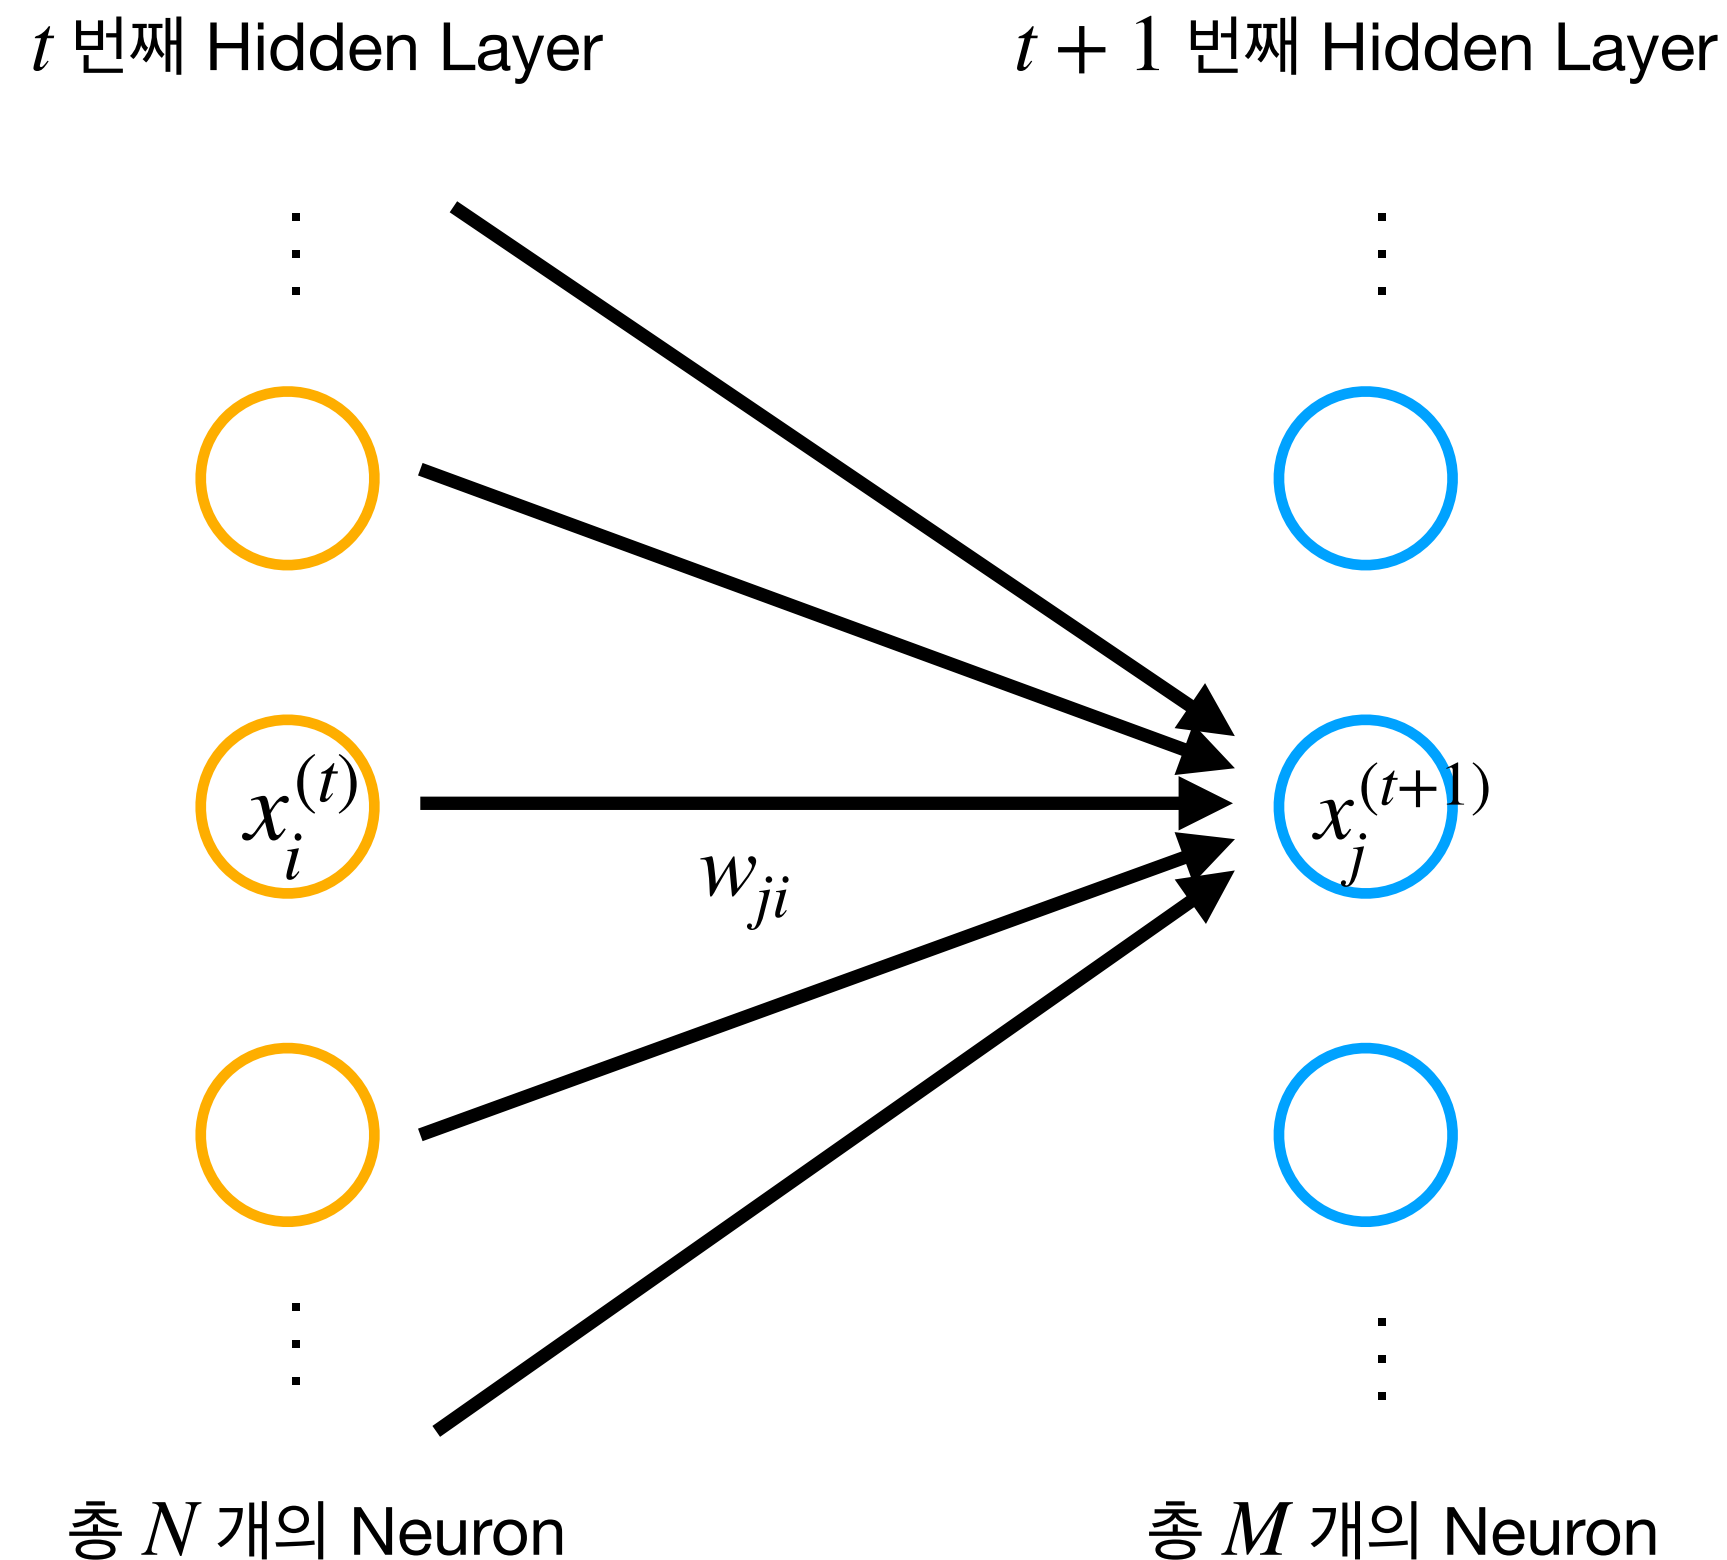 t 번째 Hidden Layer
t + 1 번째 Hidden Layer
⋮
⋮
x_i^(t)
w_ji
x_j^(t+1)
⋮
⋮
총 N 개의 Neuron
총 M 개의 Neuron